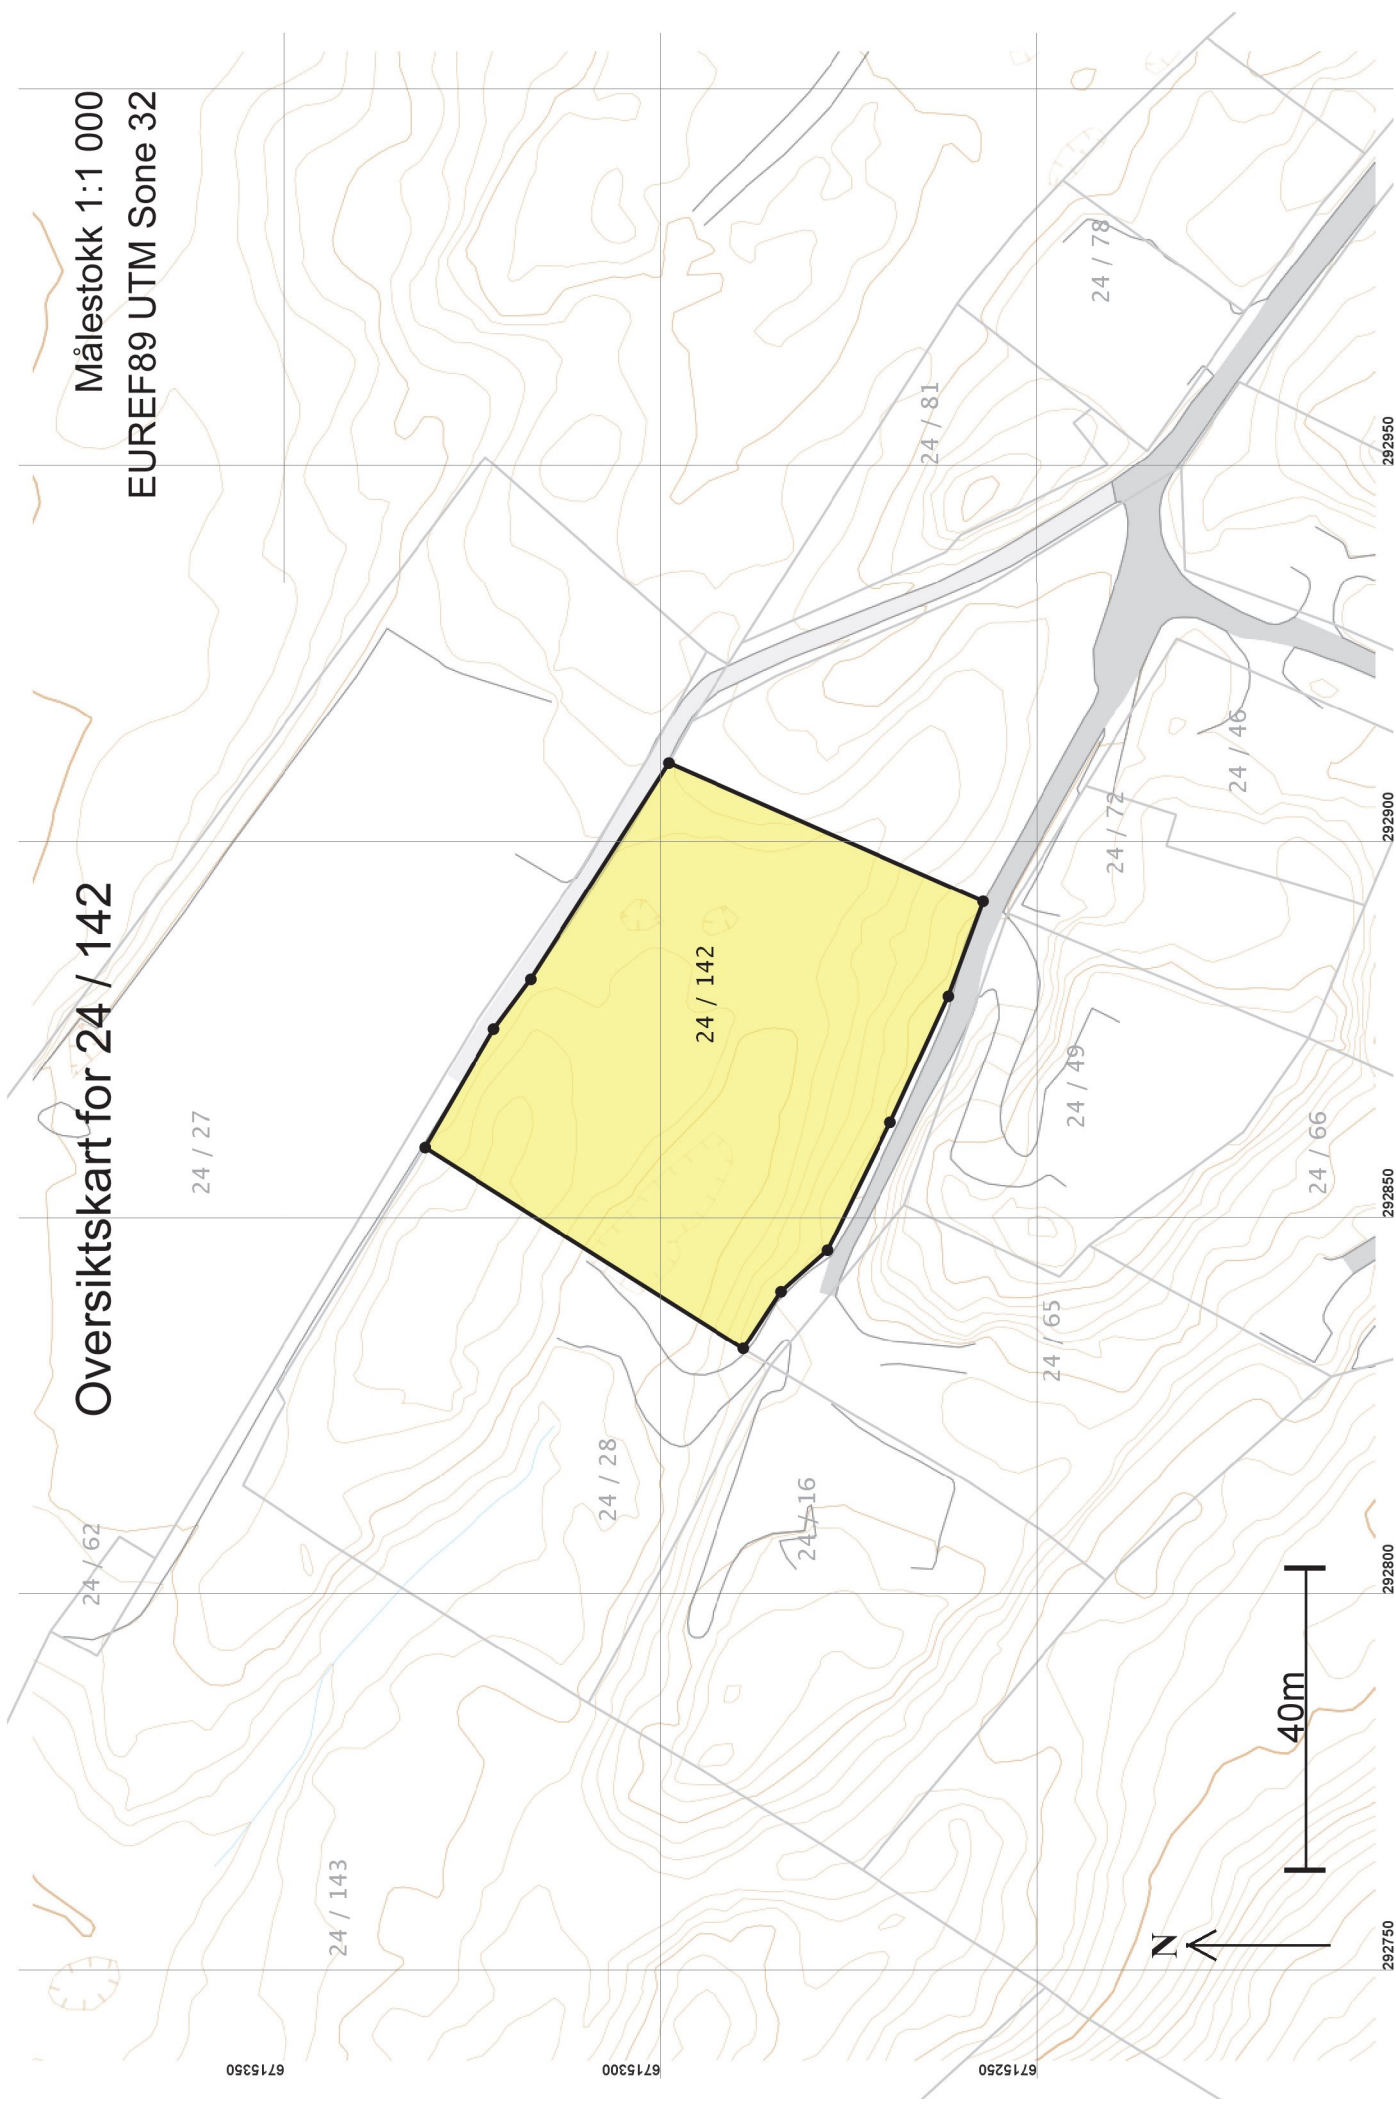 Oversiktskart for 24 / 142
Målestokk 1:1 000
EUREF89 UTM Sone 32
24 / 62
24 / 27
24 / 143
24 / 28
24 / 142
24 / 16
24 / 81
24 / 78
24 / 65
24 / 49
24 / 72
24 / 46
24 / 66
N
40m
6715350
6715300
6715250
292750
292800
292850
292900
292950